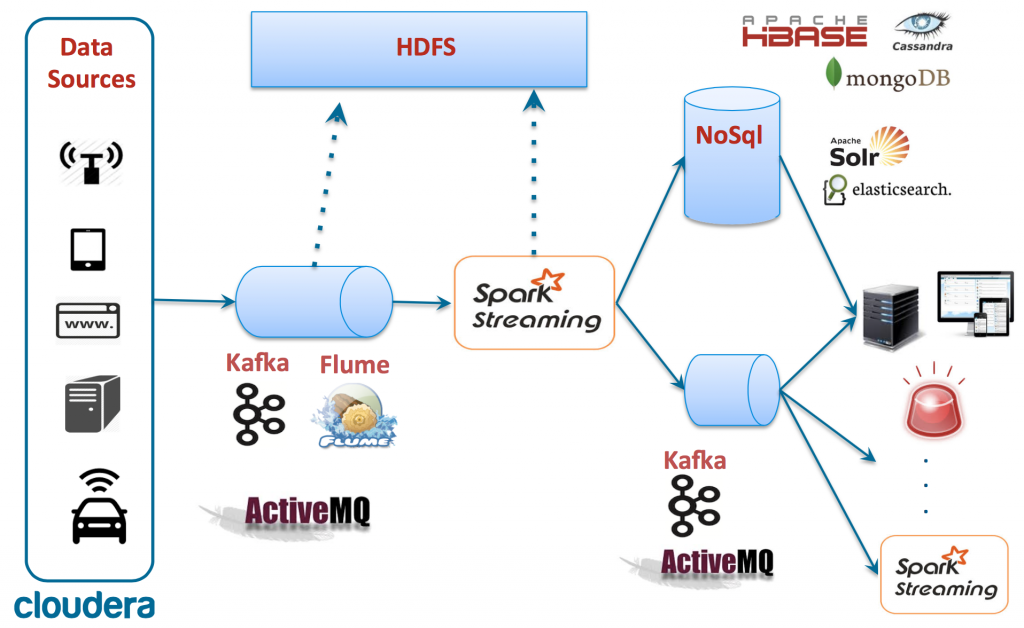 Data
Sources
www.
cloudera
HDFS
Kafka
Flume
FLUME
ActiveMQ
Spark
Streaming
NoSql
APACHE
HBASE
Cassandra
mongoDB
Apache
Solr
elasticsearch.
Kafka
ActiveMQ
Spark
Streaming